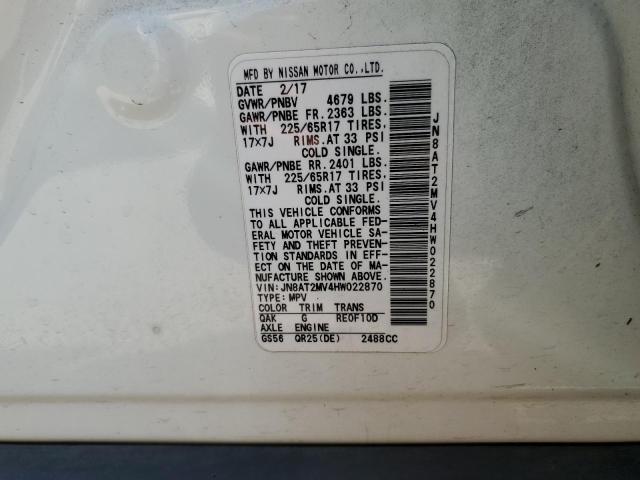 MFD BY NISSAN MOTOR CO.,LTD.
DATE 2/17
GVWR/PNBV 4679 LBS.
GAWR/PNBE FR. 2363 LBS.
WITH 225/65R17 TIRES.
17×7J RIMS. AT 33 PSI
COLD SINGLE.
GAWR/PNBE RR. 2401 LBS.
WITH 225/65R17 TIRES.
17×7J RIMS. AT 33 PSI
COLD SINGLE.
THIS VEHICLE CONFORMS
TO ALL APPLICABLE FED-
ERAL MOTOR VEHICLE SA-
FETY AND THEFT PREVEN-
TION STANDARDS IN EFF-
ECT ON THE DATE OF MA-
NUFACTURE SHOWN ABOVE.
VIN: JN8AT2MV4HW022870
TYPE: MPV
COLOR TRIM TRANS
QAK G RE0F10D
AXLE ENGINE
GS56 QR25(DE) 2488CC
JN8AT2MV4HW022870